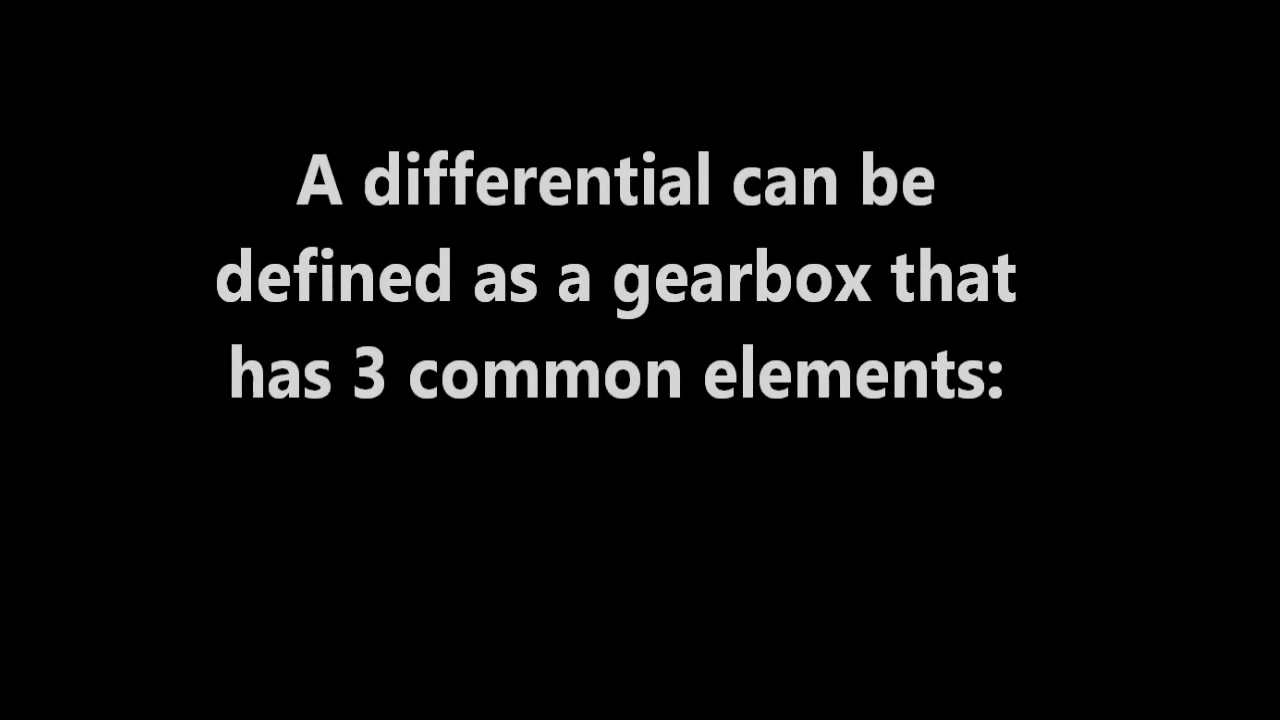 A differential can be
defined as a gearbox that
has 3 common elements: